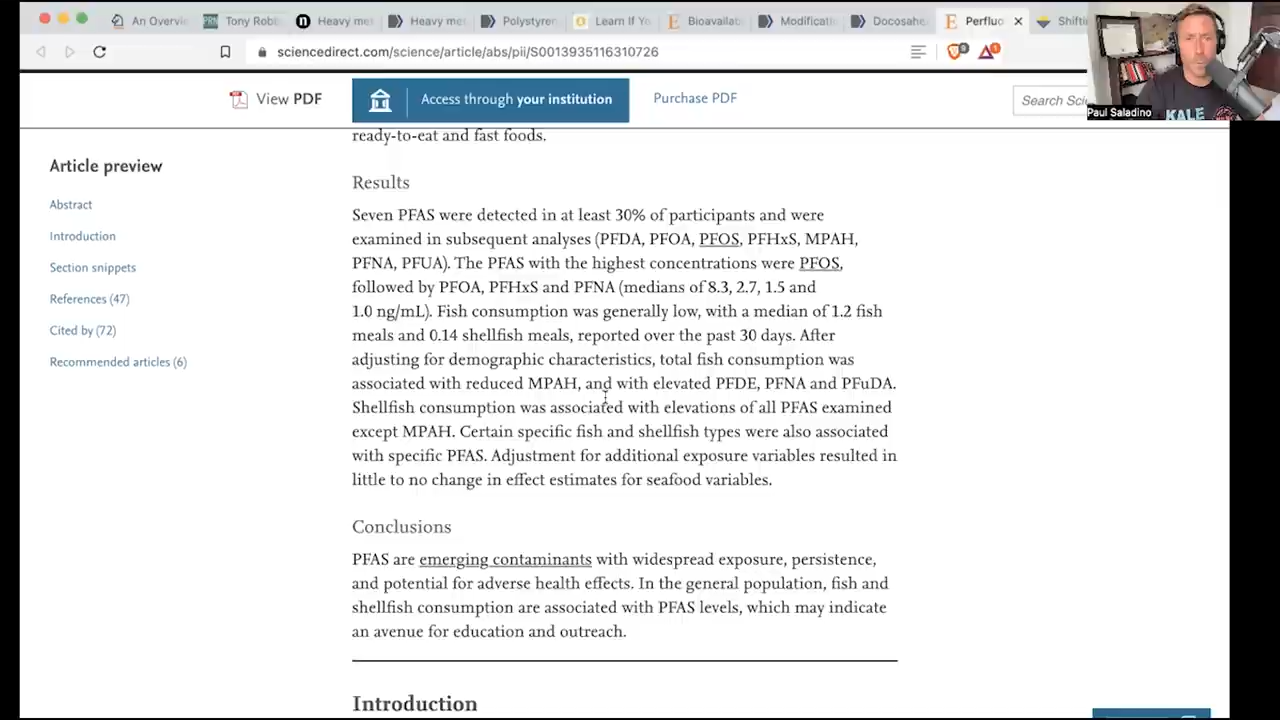 An Overvi
Tony Robb
Heavy me
Heavy me
Polystyre
Learn If Yo
Bioavailab
Modificati
Docosahe
Perfluo
Shiftin
sciencedirect.com/science/article/abs/pii/S0013935116310726
View PDF
Access through your institution
Purchase PDF
Search Scie
Paul Saladino
KALE
ready-to-eat and fast foods.
Article preview
Abstract
Introduction
Section snippets
References (47)
Cited by (72)
Recommended articles (6)
Results
Seven PFAS were detected in at least 30% of participants and were
examined in subsequent analyses (PFDA, PFOA, PFOS, PFHxS, MPAH,
PFNA, PFUA). The PFAS with the highest concentrations were PFOS,
followed by PFOA, PFHxS and PFNA (medians of 8.3, 2.7, 1.5 and
1.0 ng/mL). Fish consumption was generally low, with a median of 1.2 fish
meals and 0.14 shellfish meals, reported over the past 30 days. After
adjusting for demographic characteristics, total fish consumption was
associated with reduced MPAH, and with elevated PFDE, PFNA and PFuDA.
Shellfish consumption was associated with elevations of all PFAS examined
except MPAH. Certain specific fish and shellfish types were also associated
with specific PFAS. Adjustment for additional exposure variables resulted in
little to no change in effect estimates for seafood variables.
Conclusions
PFAS are emerging contaminants with widespread exposure, persistence,
and potential for adverse health effects. In the general population, fish and
shellfish consumption are associated with PFAS levels, which may indicate
an avenue for education and outreach.
Introduction